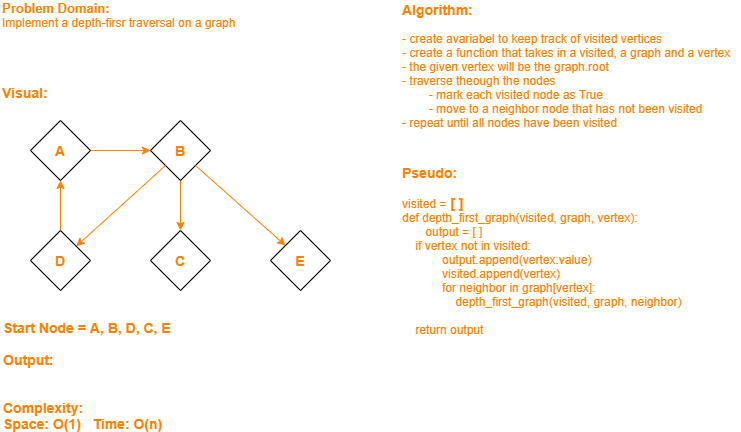 Problem Domain:
Implement a depth-firsr traversal on a graph
Visual:
A
B
D
C
E
Start Node = A, B, D, C, E
Output:
Complexity:
Space: O(1) Time: O(n)
Algorithm:
- create avariabel to keep track of visited vertices
- create a function that takes in a visited, a graph and a vertex
- the given vertex will be the graph.root
- traverse theough the nodes
- mark each visited node as True
- move to a neighbor node that has not been visited
- repeat until all nodes have been visited
Pseudo:
visited = [ ]
def depth_first_graph(visited, graph, vertex):
output = [ ]
if vertex not in visited:
output.append(vertex.value)
visited.append(vertex)
for neighbor in graph[vertex]:
depth_first_graph(visited, graph, neighbor)
return output